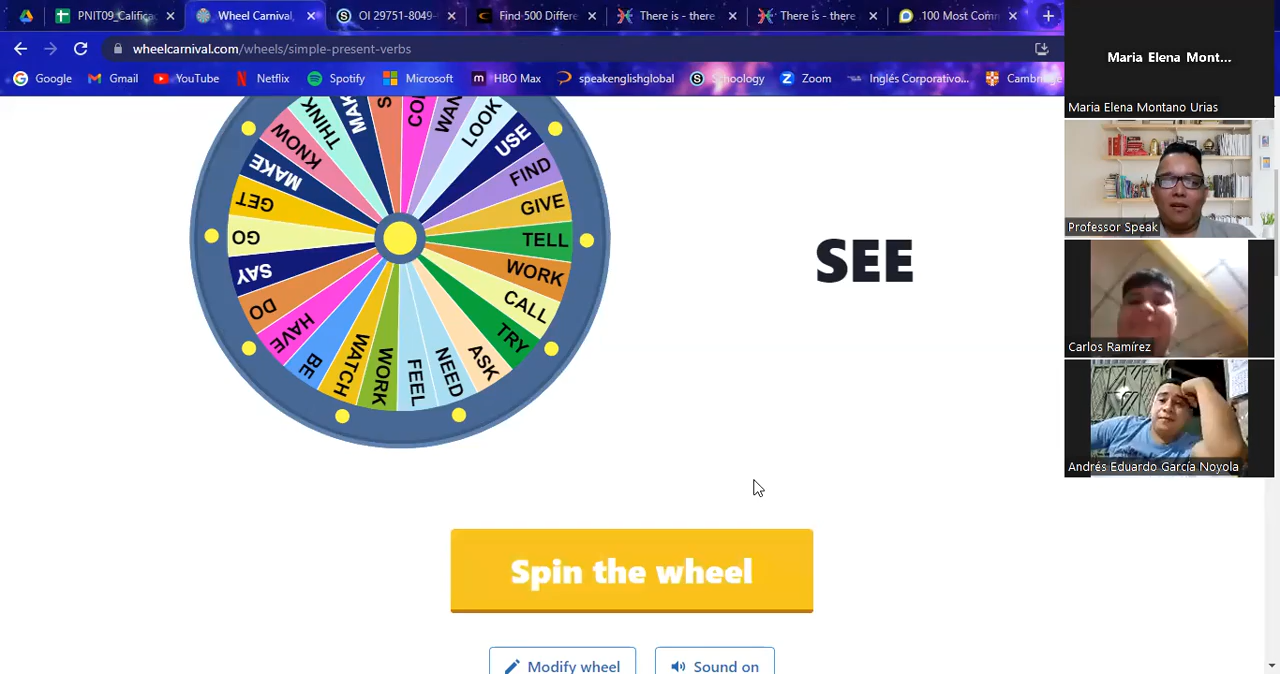 PNIT09_Califica
Wheel Carnival
OI 29751-8049-
Find 500 Differe
There is - there
There is - there
100 Most Com
wheelcarnival.com/wheels/simple-present-verbs
Google
Gmail
YouTube
Netflix
Spotify
Microsoft
HBO Max
speakenglishglobal
Schoology
Zoom
Inglés Corporativo...
Cambridge
LOOK
USE
FIND
GIVE
TELL
WORK
CALL
TRY
ASK
NEED
FEEL
WORK
WATCH
BE
HAVE
DO
SAY
GO
GET
MAKE
KNOW
THINK
SEE
Spin the wheel
Modify wheel
Sound on
Maria Elena Mont...
Maria Elena Montano Urias
Professor Speak
Carlos Ramírez
Andrés Eduardo García Noyola